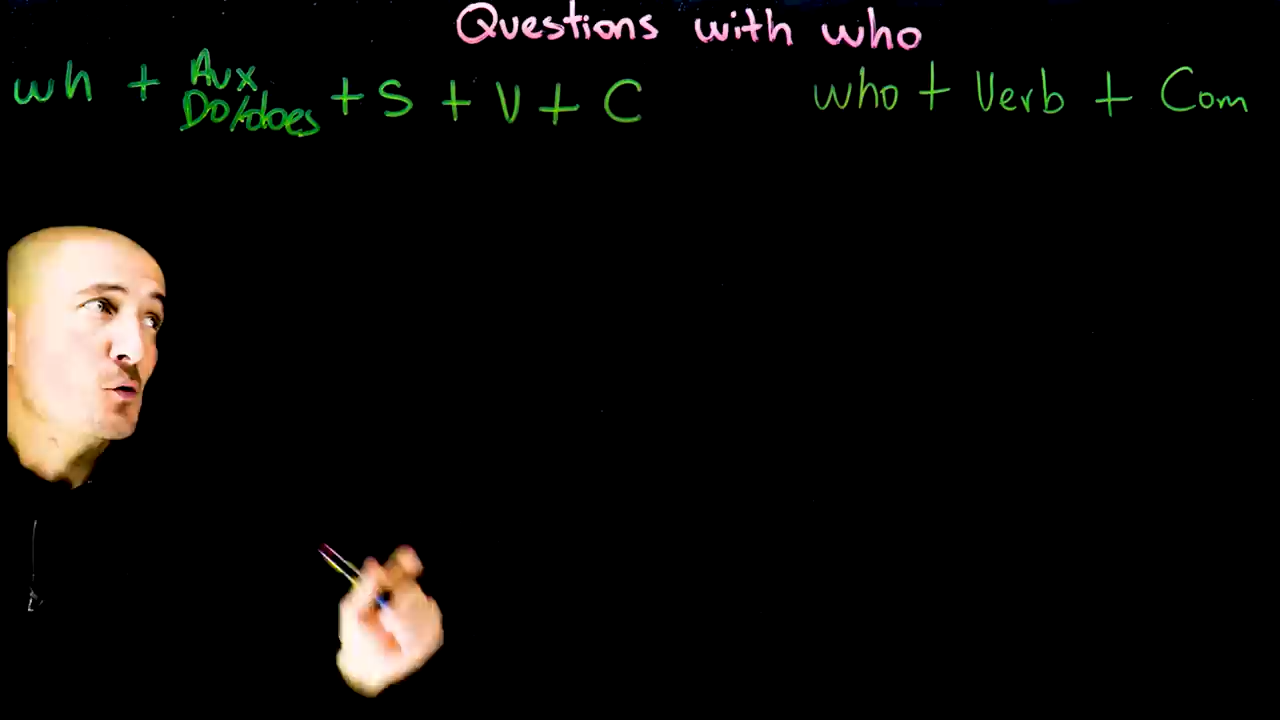 Questions with who
wh + Aux Do/does + S + V + C
who + Verb + Com